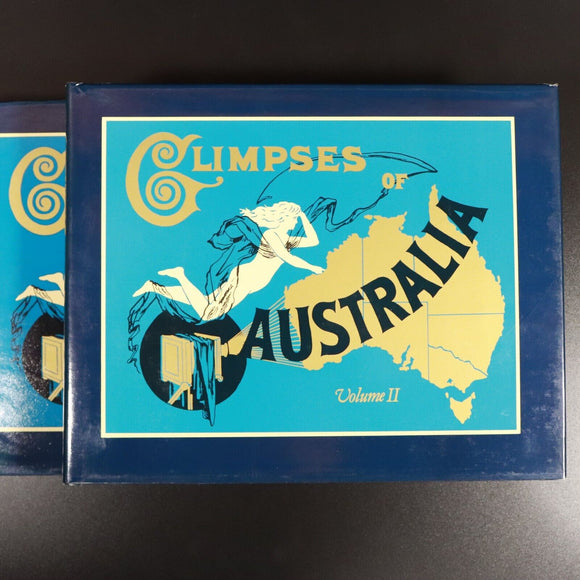 GLIMPSES
OF
AUSTRALIA
Volume II
G